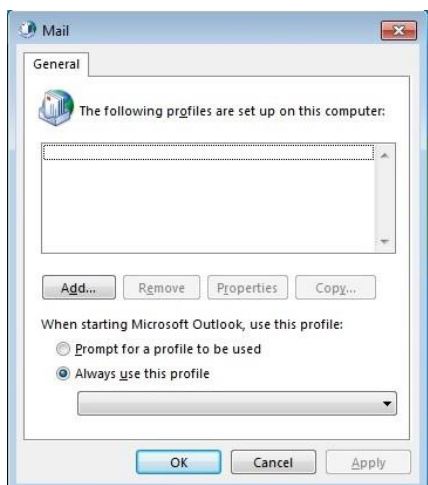 Mail
General
The following profiles are set up on this computer:
Add... Remove Properties Copy...
When starting Microsoft Outlook, use this profile:
Prompt for a profile to be used
Always use this profile
OK Cancel Apply